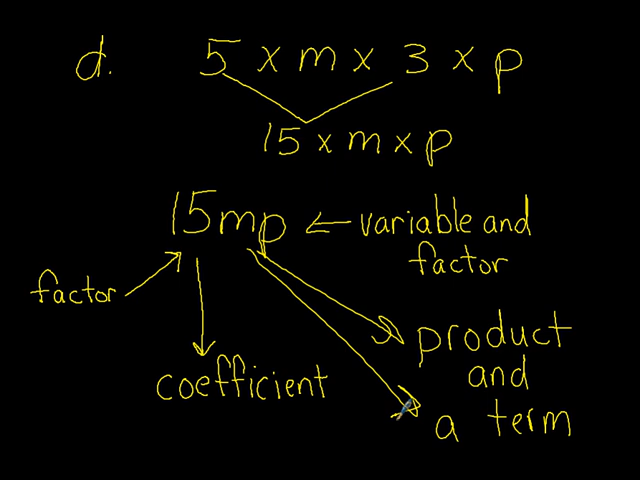 d. 5 x m x 3 x p
15 x m x p
15mp ← variable and
factor
factor
product
coefficient and
a term